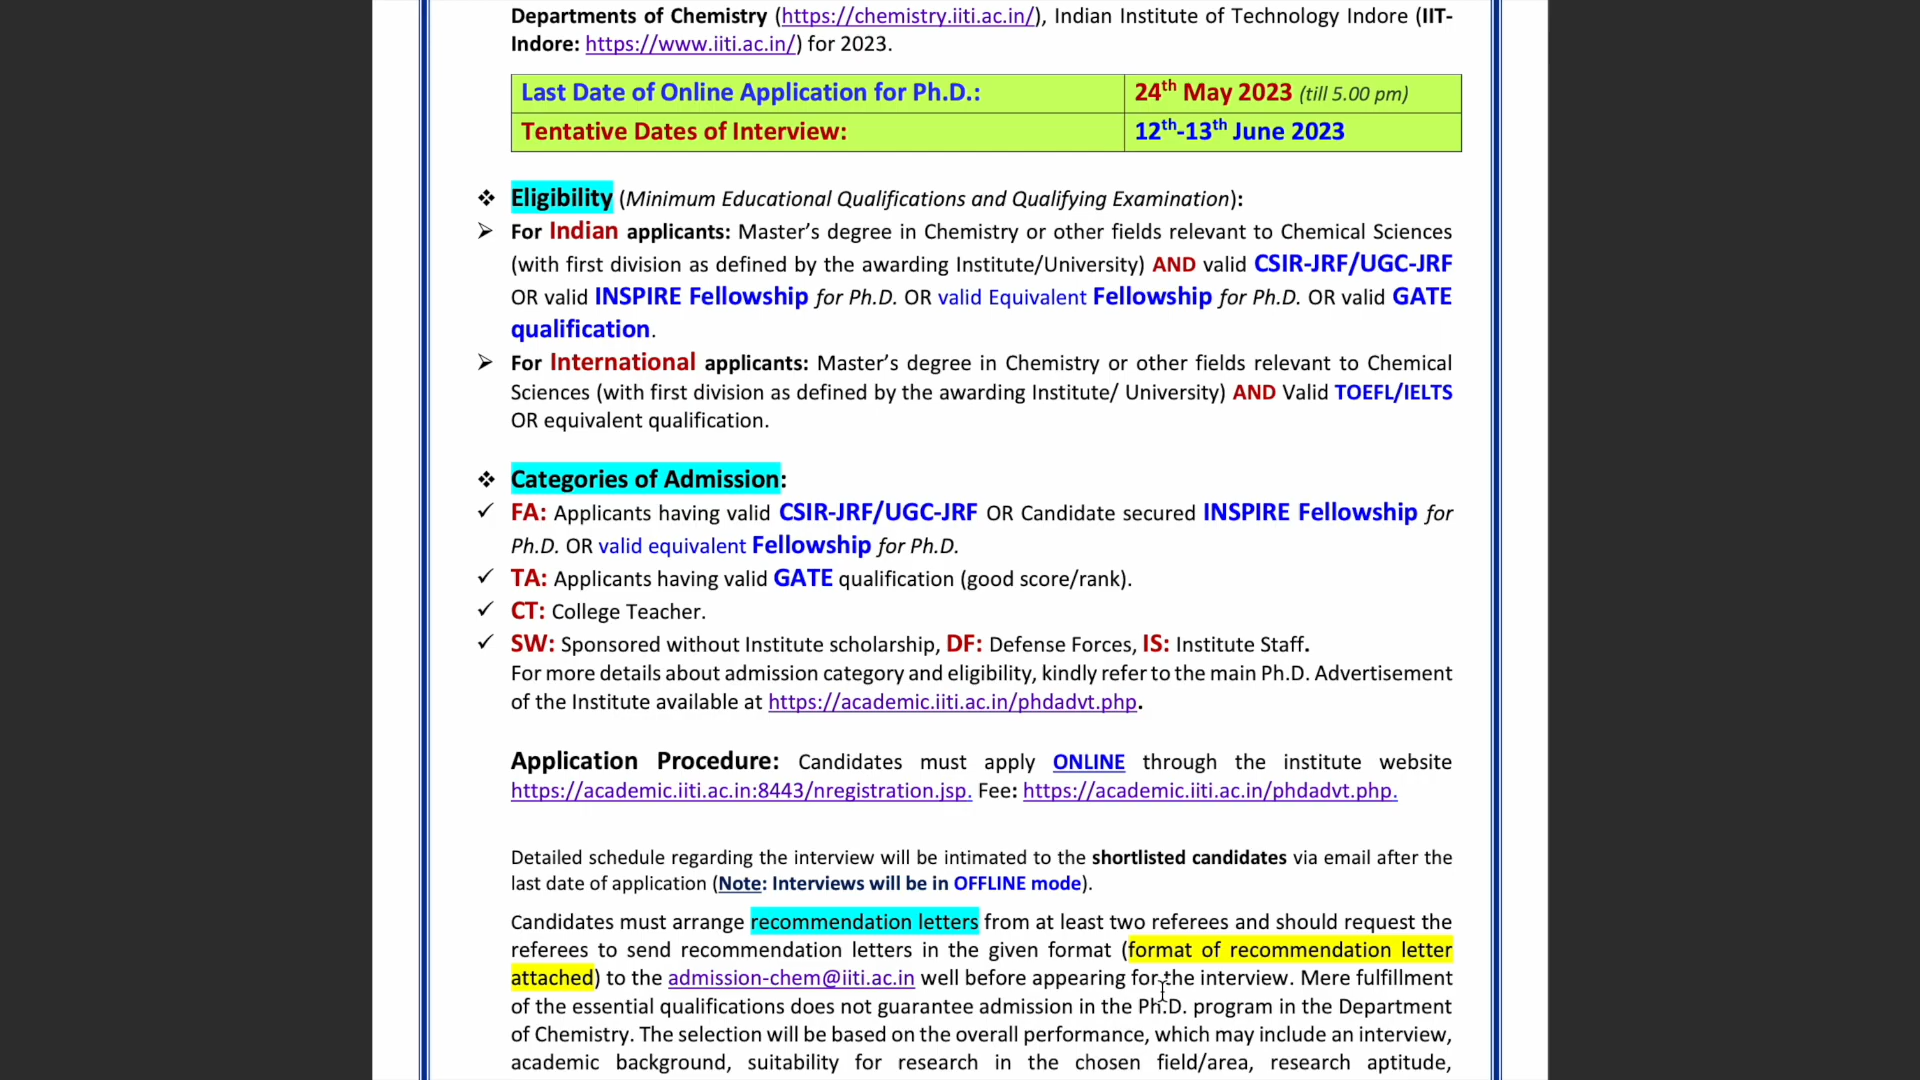 Departments of Chemistry (https://chemistry.iiti.ac.in/), Indian Institute of Technology Indore (IIT-
Indore: https://www.iiti.ac.in/) for 2023.
Last Date of Online Application for Ph.D.: 24th May 2023 (till 5.00 pm)
Tentative Dates of Interview: 12th-13th June 2023
❖ Eligibility (Minimum Educational Qualifications and Qualifying Examination):
➢ For Indian applicants: Master’s degree in Chemistry or other fields relevant to Chemical Sciences
(with first division as defined by the awarding Institute/University) AND valid CSIR-JRF/UGC-JRF
OR valid INSPIRE Fellowship for Ph.D. OR valid Equivalent Fellowship for Ph.D. OR valid GATE
qualification.
➢ For International applicants: Master’s degree in Chemistry or other fields relevant to Chemical
Sciences (with first division as defined by the awarding Institute/ University) AND Valid TOEFL/IELTS
OR equivalent qualification.
❖ Categories of Admission:
✓ FA: Applicants having valid CSIR-JRF/UGC-JRF OR Candidate secured INSPIRE Fellowship for
Ph.D. OR valid equivalent Fellowship for Ph.D.
✓ TA: Applicants having valid GATE qualification (good score/rank).
✓ CT: College Teacher.
✓ SW: Sponsored without Institute scholarship, DF: Defense Forces, IS: Institute Staff.
For more details about admission category and eligibility, kindly refer to the main Ph.D. Advertisement
of the Institute available at https://academic.iiti.ac.in/phdadvt.php.
Application Procedure: Candidates must apply ONLINE through the institute website
https://academic.iiti.ac.in:8443/nregistration.jsp. Fee: https://academic.iiti.ac.in/phdadvt.php.
Detailed schedule regarding the interview will be intimated to the shortlisted candidates via email after the
last date of application (Note: Interviews will be in OFFLINE mode).
Candidates must arrange recommendation letters from at least two referees and should request the
referees to send recommendation letters in the given format (format of recommendation letter
attached) to the admission-chem@iiti.ac.in well before appearing for the interview. Mere fulfillment
of the essential qualifications does not guarantee admission in the Ph.D. program in the Department
of Chemistry. The selection will be based on the overall performance, which may include an interview,
academic background, suitability for research in the chosen field/area, research aptitude,